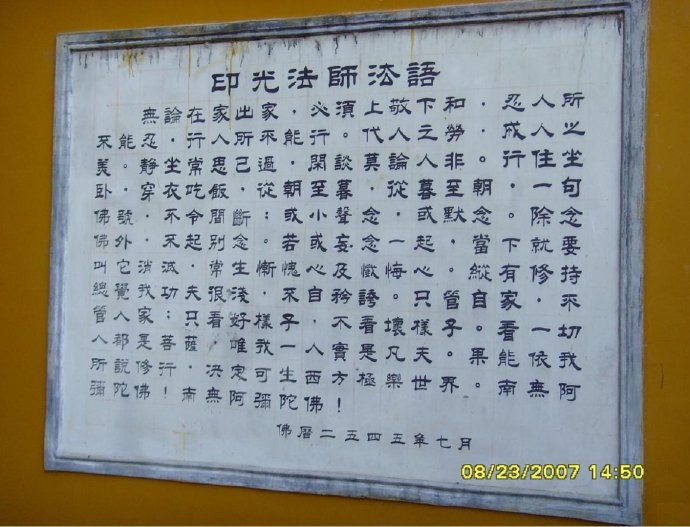 印光法師法語
無論在家出家，必須上敬下和，忍人所
不能忍，行人所不能行。代人之勞，成人之
美。靜坐常思己過，閑談莫論人非。行住坐
臥，穿衣吃飯，從朝至暮，從暮至朝，一句
佛號，不令間斷。或小聲念，或默念。除念
佛外，不起別念。若或妄念一起，當下就要
叫它消滅。常生慚愧心及懺悔心。縱有修持，
總覺我功夫很淺，不自矜誇。只管自家，不
管人家；只看好樣子，不看壞樣子。看一切
人都是菩薩，唯我一人實是凡夫。果能依我
所說修行，決定可生西方極樂世界。南無阿
彌陀佛！南無阿彌陀佛！
佛曆二五四五年七月
08/23/2007 14:50